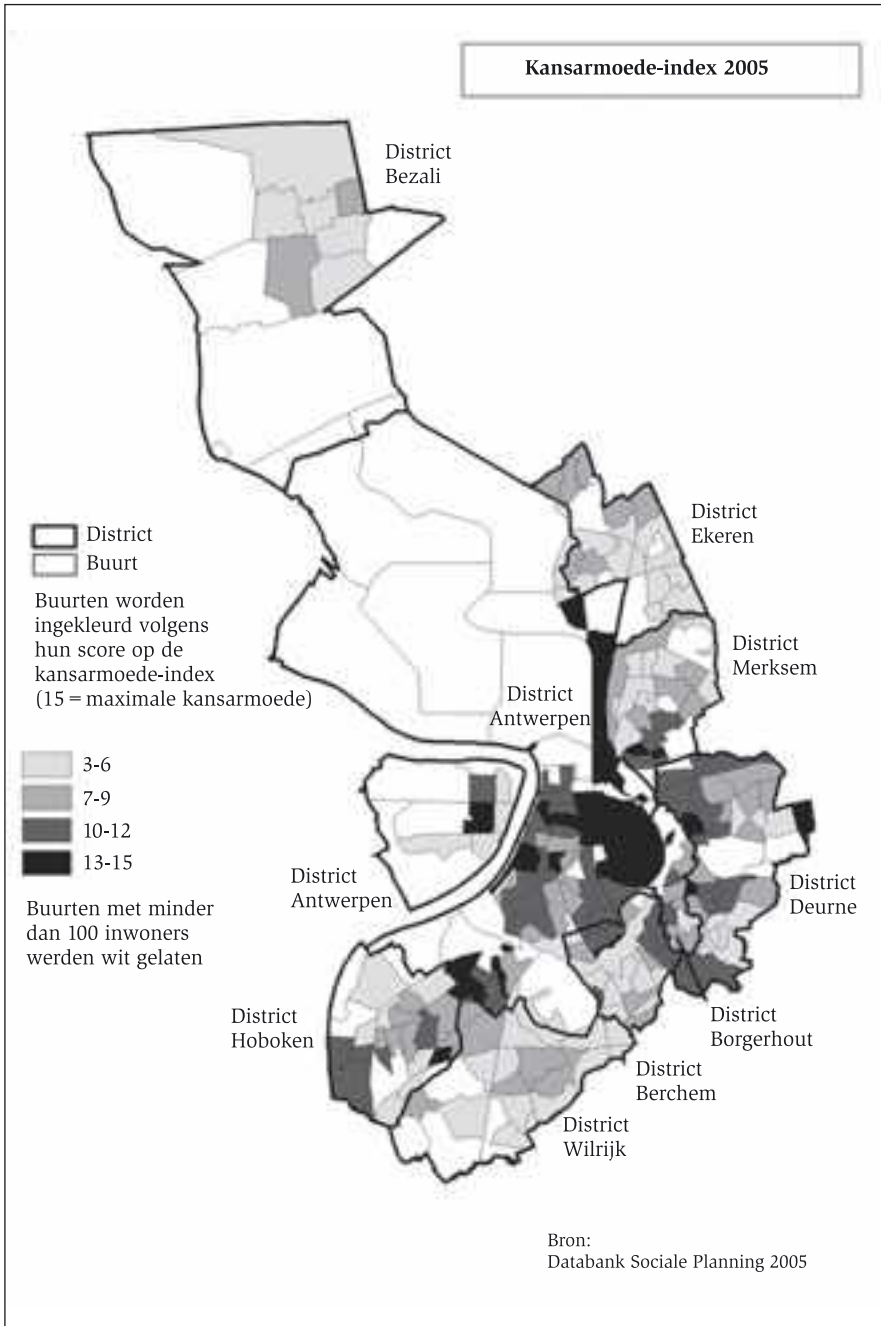 Kansarmoede-index 2005
District
Bezali
District
Ekeren
District
Merksem
District
Antwerpen
District
Buurt
Buurten worden
ingekleurd volgens
hun score op de
kansarmoede-index
(15 = maximale kansarmoede)
3-6
7-9
10-12
13-15
Buurten met minder
dan 100 inwoners
werden wit gelaten
District
Antwerpen
District
Deurne
District
Hoboken
District
Borgerhout
District
Berchem
District
Wilrijk
Bron:
Databank Sociale Planning 2005